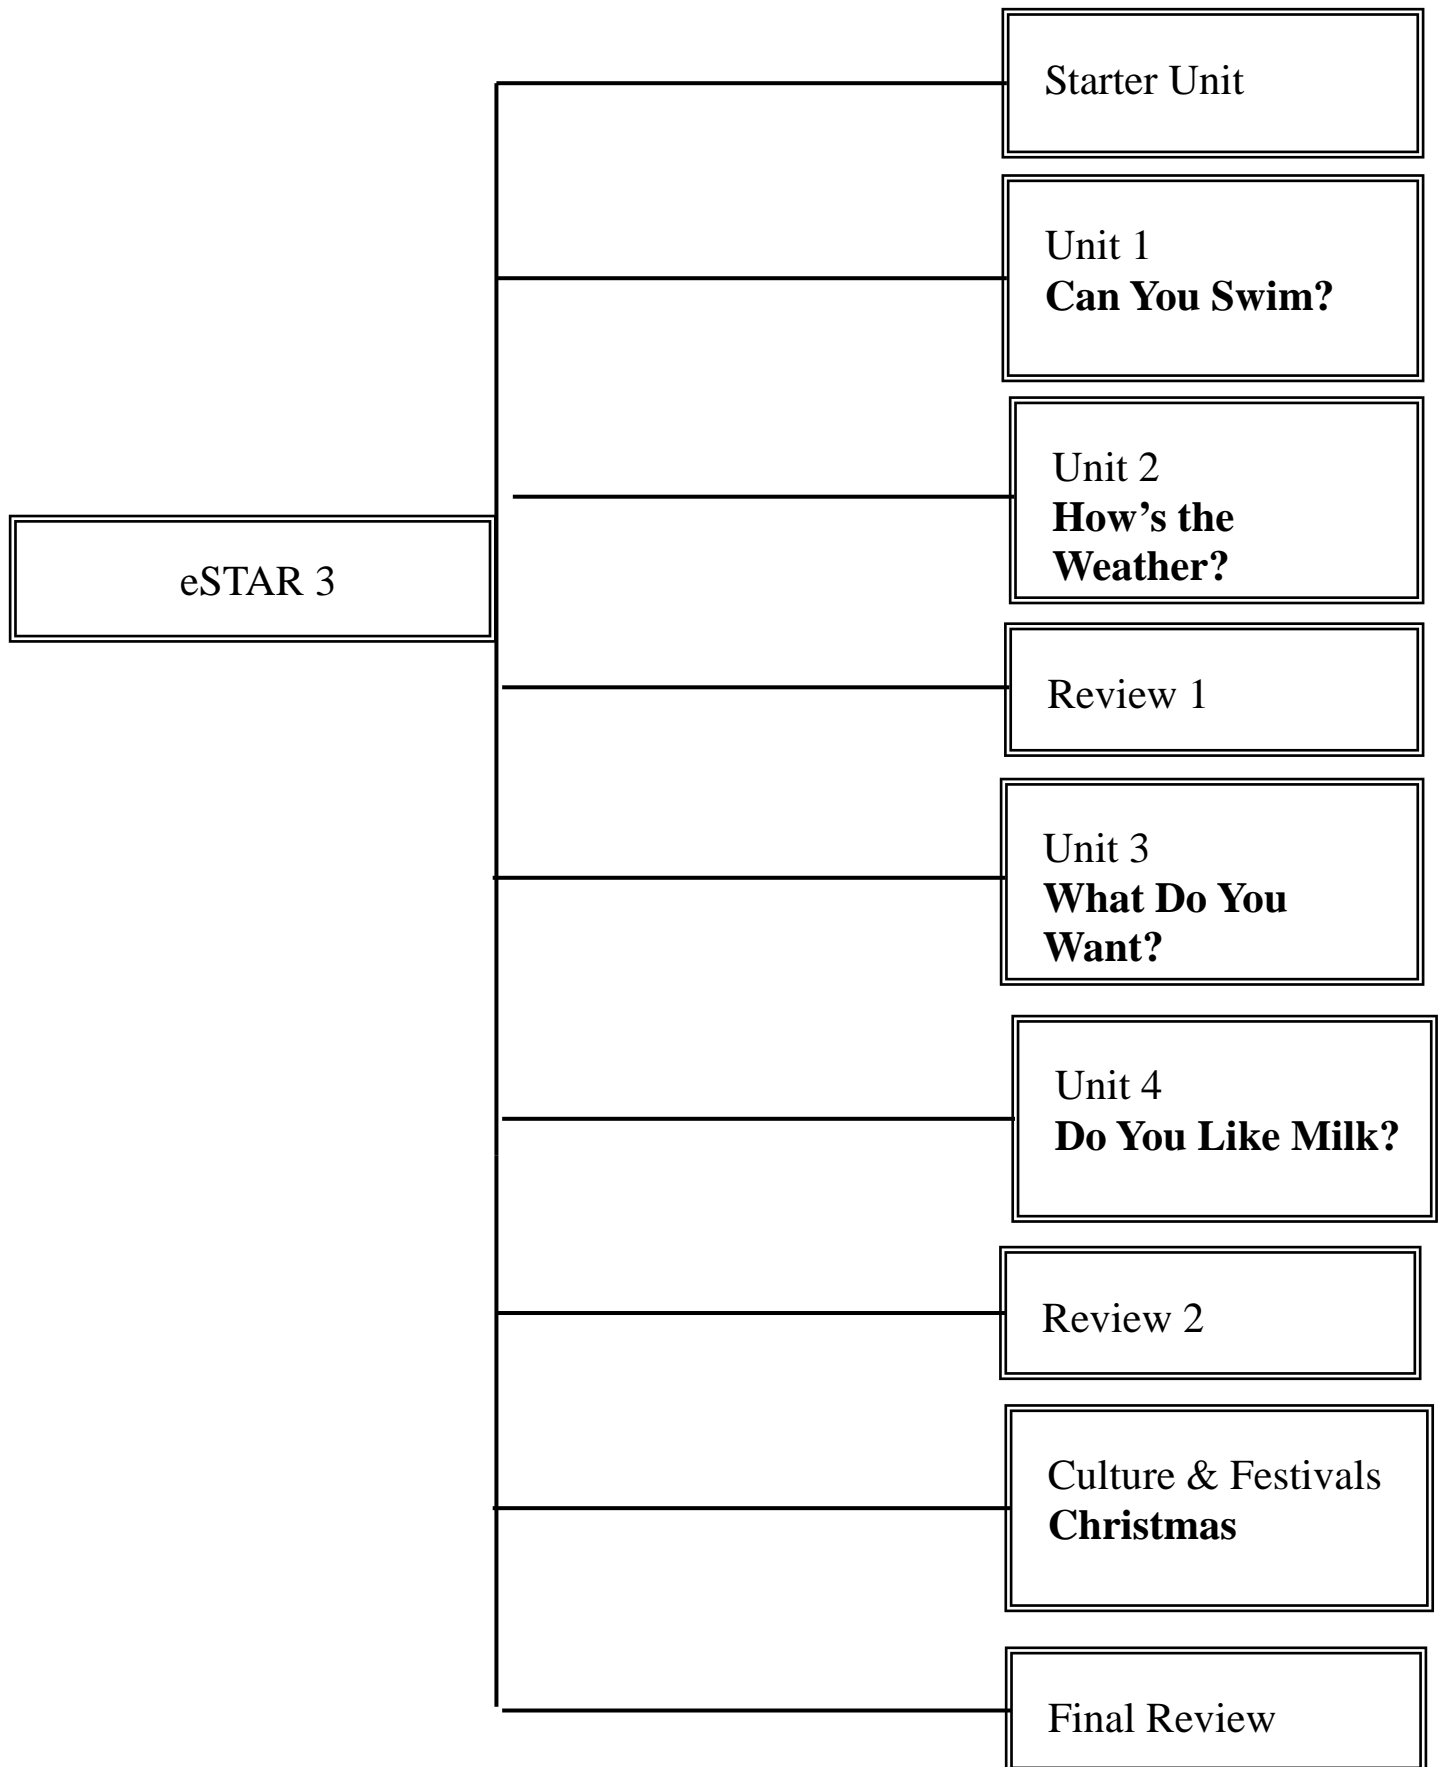 Starter Unit
Unit 1
Can You Swim?
Unit 2
How’s the
Weather?
eSTAR 3
Review 1
Unit 3
What Do You
Want?
Unit 4
Do You Like Milk?
Review 2
Culture & Festivals
Christmas
Final Review